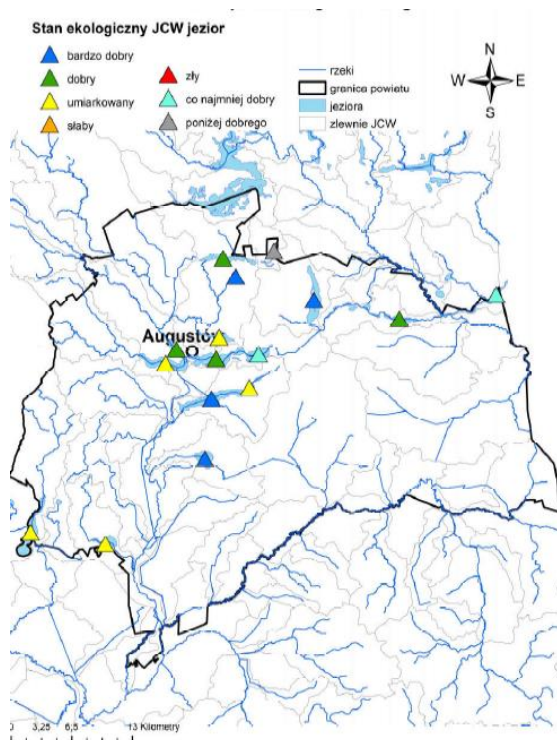 Stan ekologiczny JCW jezior
bardzo dobry
dobry
umiarkowany
słaby
zły
co najmniej dobry
poniżej dobrego
rzeki
granica powiatu
jeziora
zlewnie JCW
N
W E
S
Augustów
0 3,25 6,5 13 Kilometry